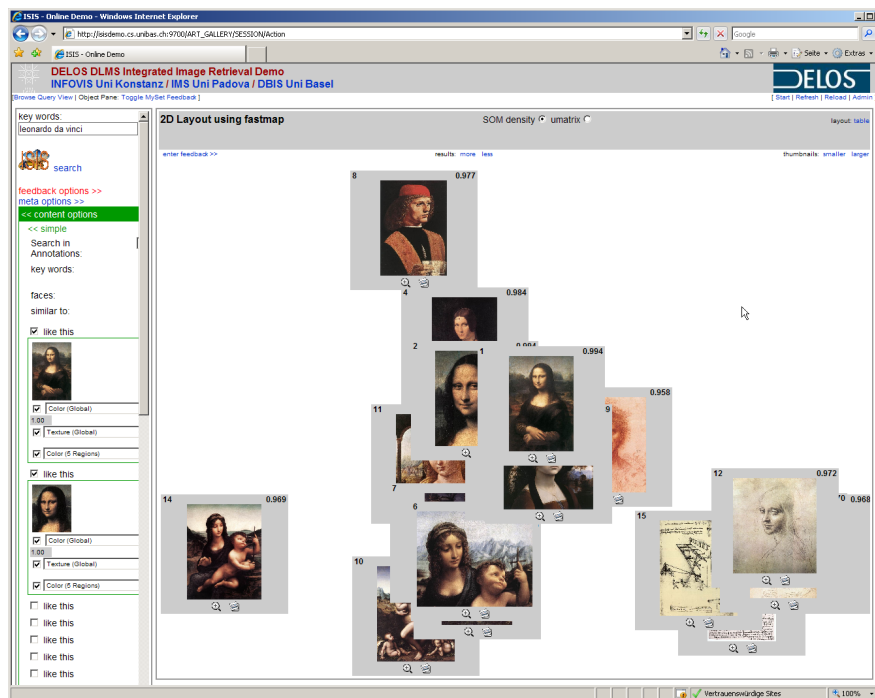 ISIS - Online Demo - Windows Internet Explorer
http://isisdemo.cs.unibas.ch:9700/ART_GALLERY/SESSION/Action
Google
ISIS - Online Demo
Seite
Extras
DELOS DLMS Integrated Image Retrieval Demo
INFOVIS Uni Konstanz / IMS Uni Padova / DBIS Uni Basel
DELOS
[Browse Query View | Object Pane: Toggle MySet Feedback ]
[ Start | Refresh | Reload | Admin
key words:
leonardo da vinci
ISIS
search
feedback options >>
meta options >>
<< content options
<< simple
Search in
Annotations:
key words:
faces:
similar to:
like this
Color (Global)
1.00
Texture (Global)
Color (5 Regions)
like this
Color (Global)
1.00
Texture (Global)
Color (5 Regions)
like this
like this
like this
like this
like this
2D Layout using fastmap
SOM density
umatrix
layout: table
enter feedback >>
results: more less
thumbnails: smaller larger
8 0.977
4 0.984
2 0.994
1 0.994
9 0.958
11
7
6
14 0.969
10
12 0.972
0.968
15
Vertrauenswürdige Sites
100%